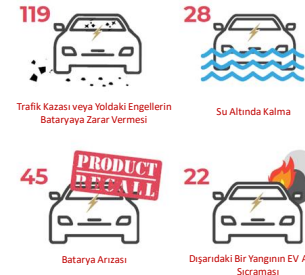 119
28
Trafik Kazası veya Yoldaki Engellerin
Bataryaya Zarar Vermesi
Su Altında Kalma
45
PRODUCT
RECALL
22
Batarya Arızası
Dışarıdaki Bir Yangının EV
Sıçraması